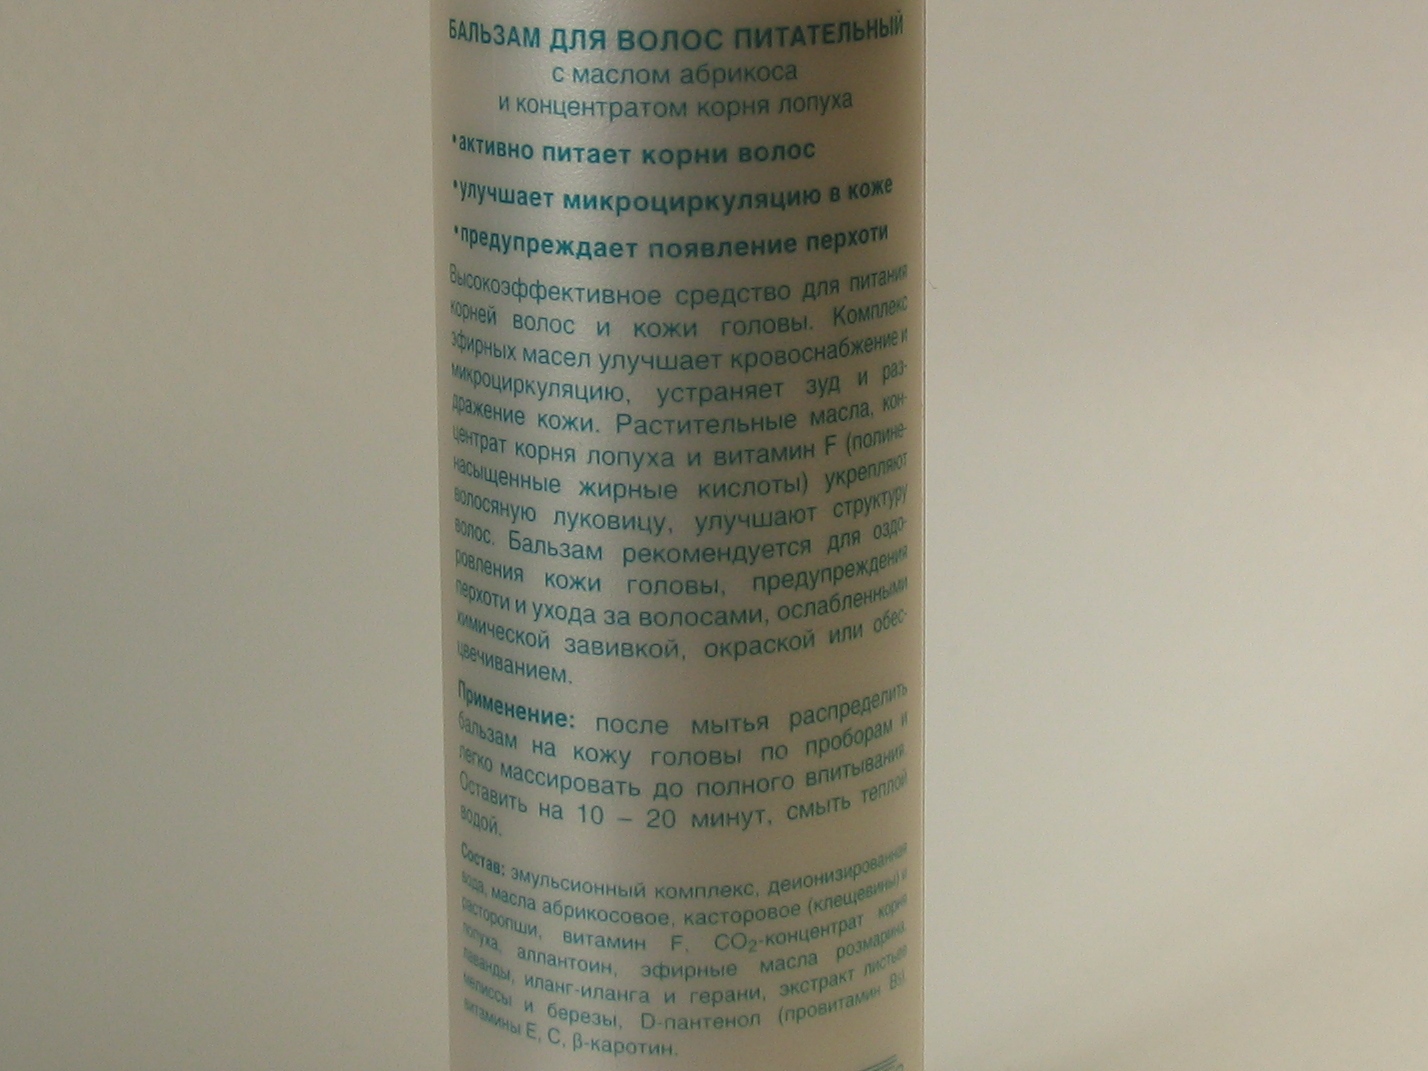 БАЛЬЗАМ ДЛЯ ВОЛОС ПИТАТЕЛЬНЫЙ
с маслом абрикоса
и концентратом корня лопуха
•активно питает корни волос
•улучшает микроциркуляцию в коже
•предупреждает появление перхоти
Высокоэффективное средство для питания
корней волос и кожи головы. Комплекс
эфирных масел улучшает кровоснабжение и
микроциркуляцию, устраняет зуд и раз-
дражение кожи. Растительные масла, кон-
центрат корня лопуха и витамин F (полине-
насыщенные жирные кислоты) укрепляют
волосяную луковицу, улучшают структуру
волос. Бальзам рекомендуется для оздо-
ровления кожи головы, предупреждения
перхоти и ухода за волосами, ослабленными
химической завивкой, окраской или обес-
цвечиванием.
Применение: после мытья распределить
бальзам на кожу головы по проборам и
легко массировать до полного впитывания.
Оставить на 10 – 20 минут, смыть теплой
водой.
Состав: эмульсионный комплекс, деионизированная
вода, масла абрикосовое, касторовое (клещевины) и
расторопши, витамин F, CO2-концентрат корня
лопуха, аллантоин, эфирные масла розмарина,
лаванды, иланг-иланга и герани, экстракт листьев
мелиссы и березы, D-пантенол (провитамин B5),
витамины E, C, β-каротин.